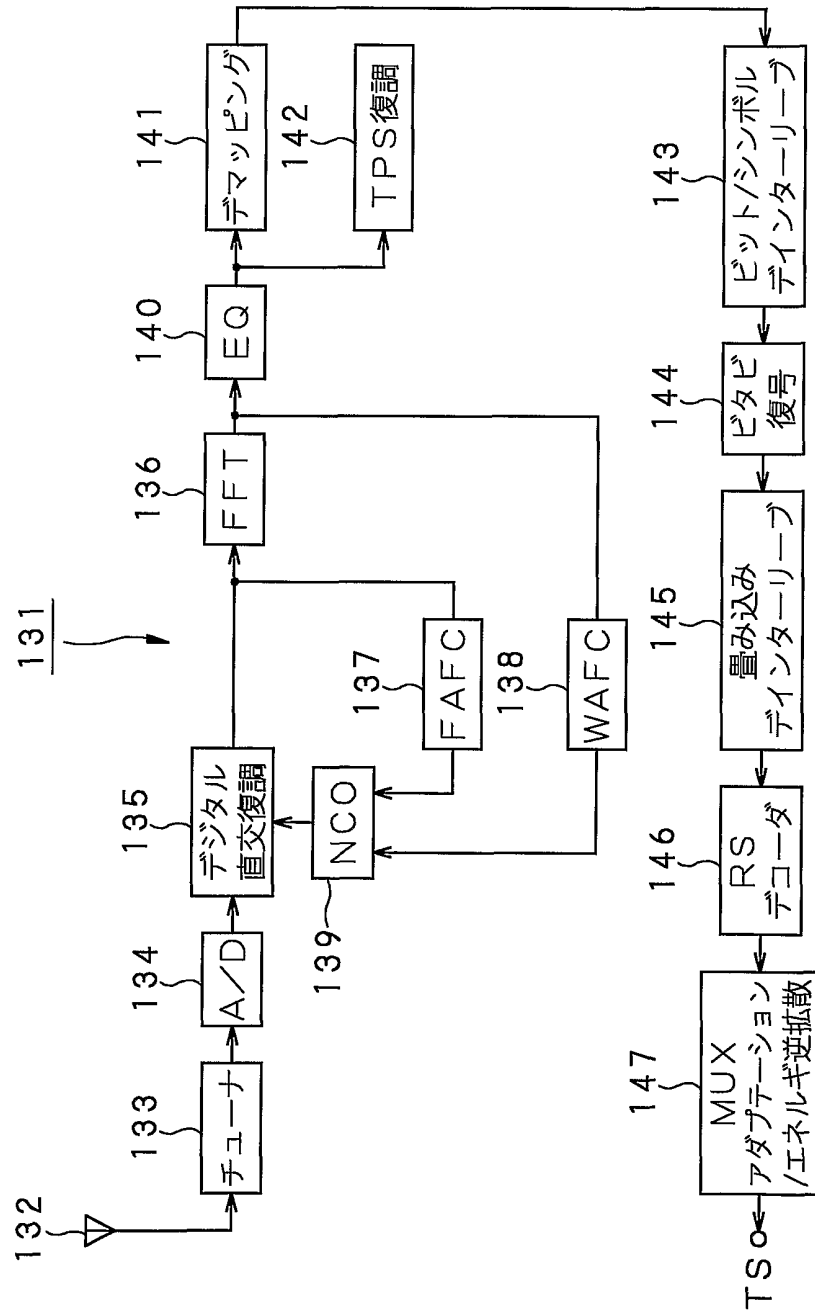 131
132
133
チューナ
134
A/D
135
デジタル
直交復調
136
FFT
137
FAFC
138
WAFC
139
NCO
140
EQ
141
デマッピング
142
TPS復調
143
ビット/シンボル
デインターリーブ
144
ビタビ
復号
145
畳み込み
デインターリーブ
146
RS
デコーダ
147
MUX
アダプテーション
/エネルギ逆拡散
TS